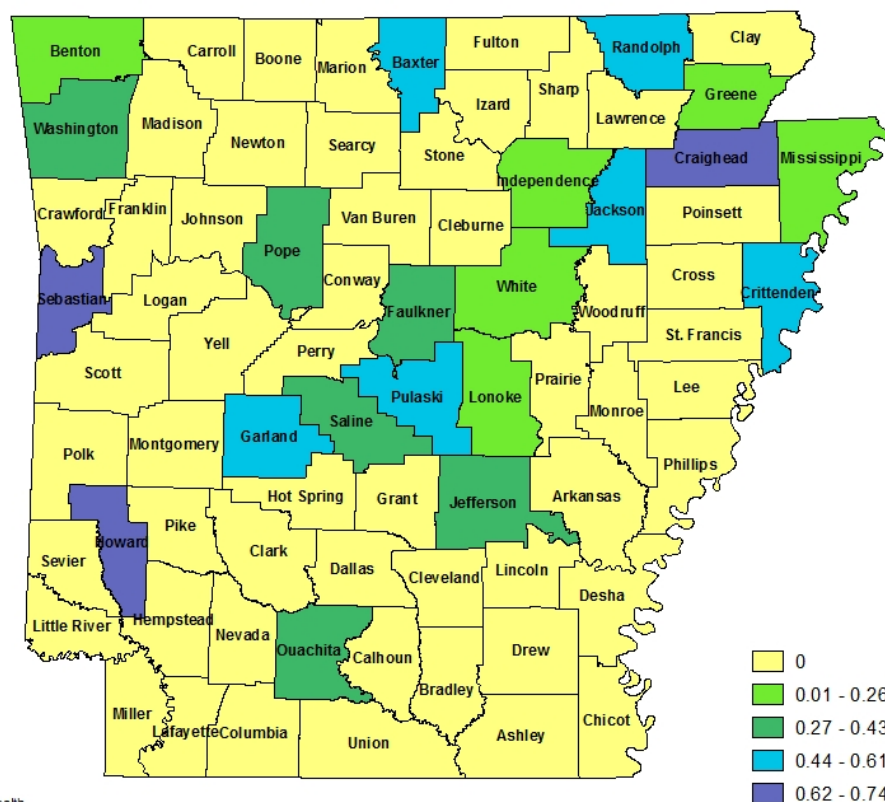 Benton
Carroll
Boone
Marion
Baxter
Fulton
Randolph
Clay
Izard
Sharp
Lawrence
Greene
Washington
Madison
Newton
Searcy
Stone
Independence
Jackson
Craighead
Mississippi
Crawford
Franklin
Johnson
Pope
Van Buren
Cleburne
Poinsett
Sebastian
Logan
Conway
Faulkner
White
Woodruff
Cross
Crittenden
Scott
Yell
Perry
Pulaski
Lonoke
Prairie
St. Francis
Monroe
Lee
Polk
Montgomery
Garland
Saline
Phillips
Hot Spring
Grant
Jefferson
Arkansas
Howard
Pike
Clark
Sevier
Dallas
Cleveland
Lincoln
Desha
Little River
Hempstead
Nevada
Ouachita
Calhoun
Bradley
Drew
Miller
Lafayette
Columbia
Union
Ashley
Chicot
0
0.01 - 0.26
0.27 - 0.43
0.44 - 0.61
0.62 - 0.74